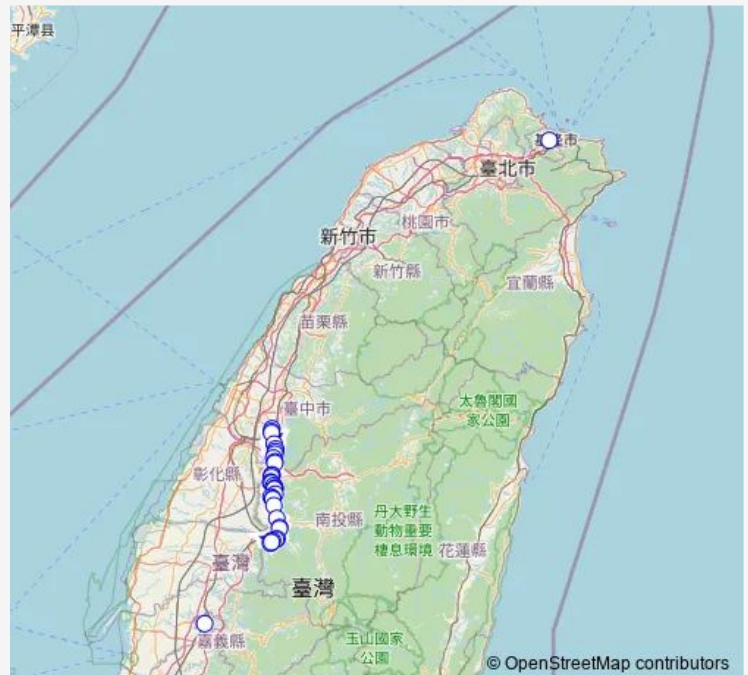 平潭县
基隆市
臺北市
桃園市
新竹市
新竹縣
宜蘭縣
苗栗縣
太魯閣國
家公園
臺中市
彰化縣
南投縣
丹大野生
動物重要
棲息環境
花蓮縣
臺灣
臺灣
嘉義縣
玉山國家
公園
© OpenStreetMap contributors